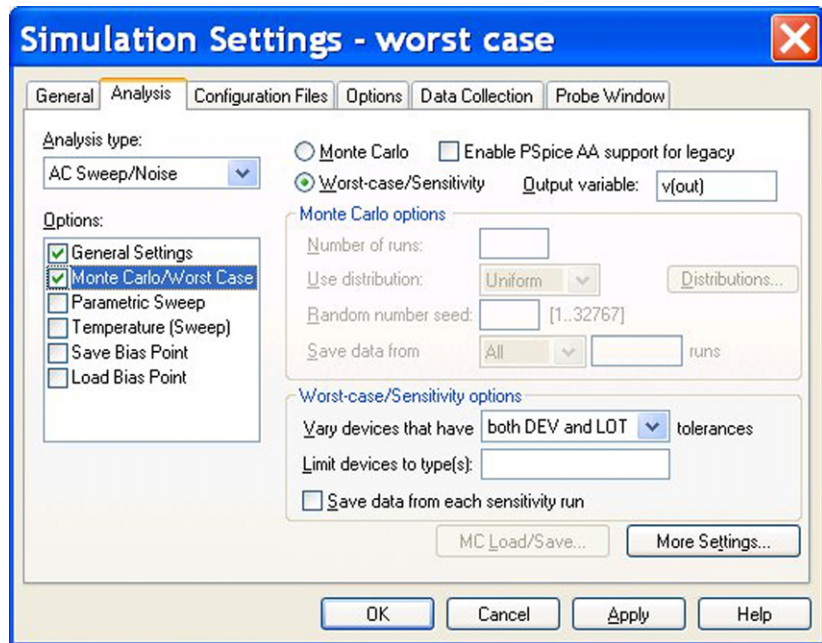 Simulation Settings - worst case
General Analysis Configuration Files Options Data Collection Probe Window
Analysis type:
AC Sweep/Noise
Options:
General Settings
Monte Carlo/Worst Case
Parametric Sweep
Temperature (Sweep)
Save Bias Point
Load Bias Point
Monte Carlo Enable PSpice AA support for legacy
Worst-case/Sensitivity Output variable: v(out)
Monte Carlo options
Number of runs:
Use distribution: Uniform Distributions...
Random number seed: [1..32767]
Save data from All runs
Worst-case/Sensitivity options
Vary devices that have both DEV and LOT tolerances
Limit devices to type(s):
Save data from each sensitivity run
MC Load/Save... More Settings...
OK Cancel Apply Help